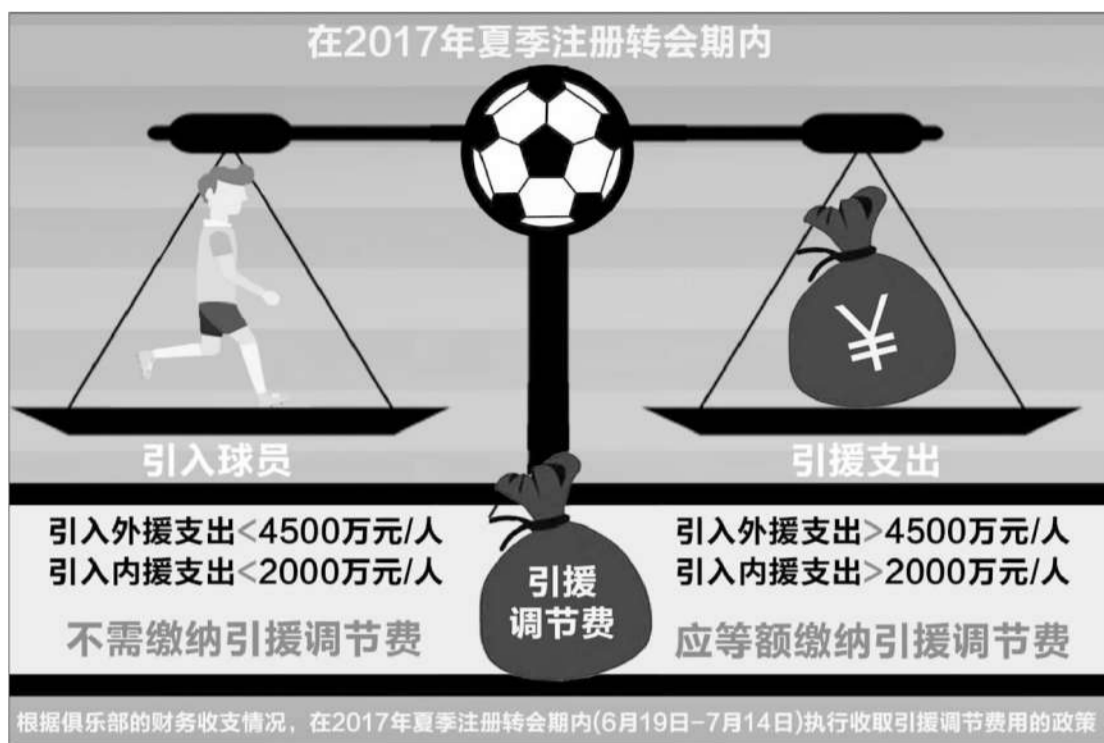 在2017年夏季注册转会期内
¥
引入球员
引援支出
引入外援支出<4500万元/人
引入内援支出<2000万元/人
不需缴纳引援调节费
引援
调节费
引入外援支出>4500万元/人
引入内援支出>2000万元/人
应等额缴纳引援调节费
根据俱乐部的财务收支情况，在2017年夏季注册转会期内(6月19日-7月14日)执行收取引援调节费用的政策